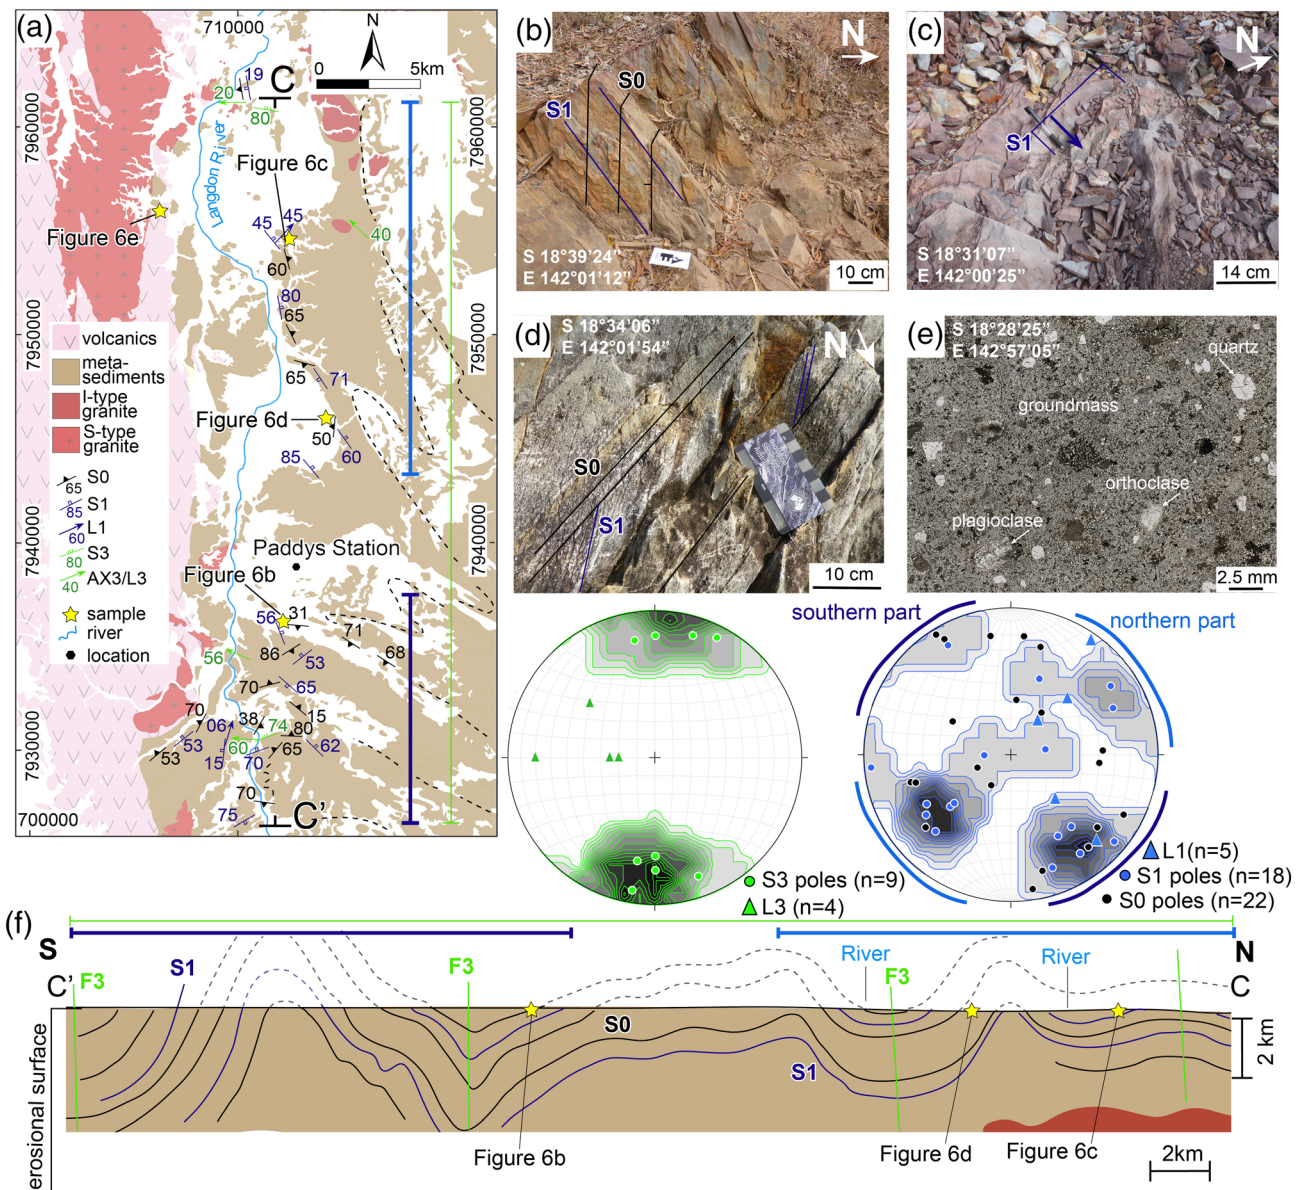 (a)
710000
N
0 5km
C
19
20
80
7960000
7960000
Langdon River
Figure 6c
45
45
40
Figure 6e
60
80
65
7950000
7950000
65
71
Figure 6d
50
60
85
volcanics
meta-
sediments
I-type
granite
S-type
granite
S0
65
S1
85
L1
60
S3
80
AX3/L3
40
sample
river
location
7940000
7940000
Paddys Station
Figure 6b
56
31
71
68
86
53
56
70
65
70
15
06
38
74
80
53
53
60
65
62
15
70
7930000
7930000
70
75
C’
700000
(b)
N
S0
S1
S 18°39’24”
E 142°01’12”
10 cm
(c)
N
S1
S 18°31’07”
E 142°00’25”
14 cm
(d)
S 18°34’06”
E 142°01’54”
N
S0
S1
10 cm
(e)
S 18°28’25”
E 142°57’05”
quartz
groundmass
orthoclase
plagioclase
2.5 mm
S3 poles (n=9)
L3 (n=4)
southern part
northern part
L1(n=5)
S1 poles (n=18)
S0 poles (n=22)
(f)
S
N
C’
F3
S1
F3
River
F3
River
C
S0
S1
2 km
erosional surface
Figure 6b
Figure 6d
Figure 6c
2km